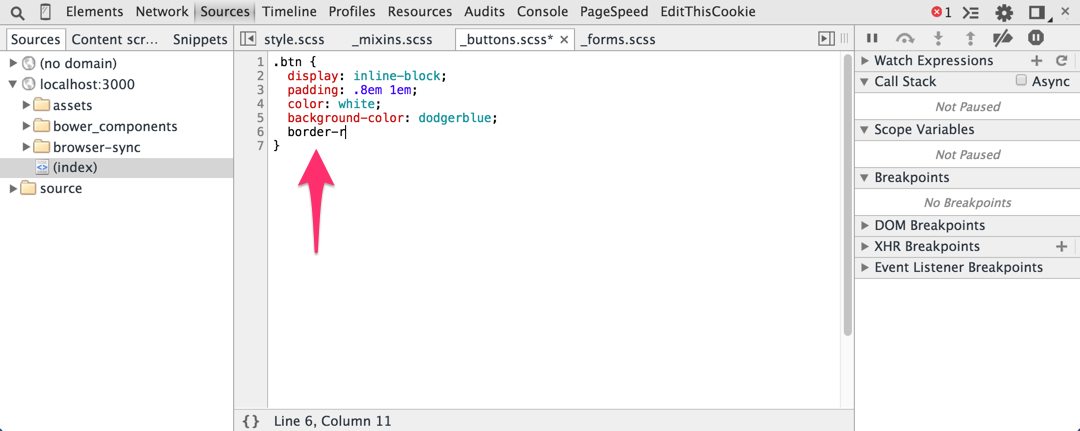 Elements Network Sources Timeline Profiles Resources Audits Console PageSpeed EditThisCookie 1
Sources Content scr... Snippets
style.scss _mixins.scss _buttons.scss* × _forms.scss
(no domain)
localhost:3000
assets
bower_components
browser-sync
(index)
source
1 .btn {
2 display: inline-block;
3 padding: .8em 1em;
4 color: white;
5 background-color: dodgerblue;
6 border-r
7 }
{} Line 6, Column 11
Watch Expressions
Call Stack Async
Not Paused
Scope Variables
Not Paused
Breakpoints
No Breakpoints
DOM Breakpoints
XHR Breakpoints
Event Listener Breakpoints